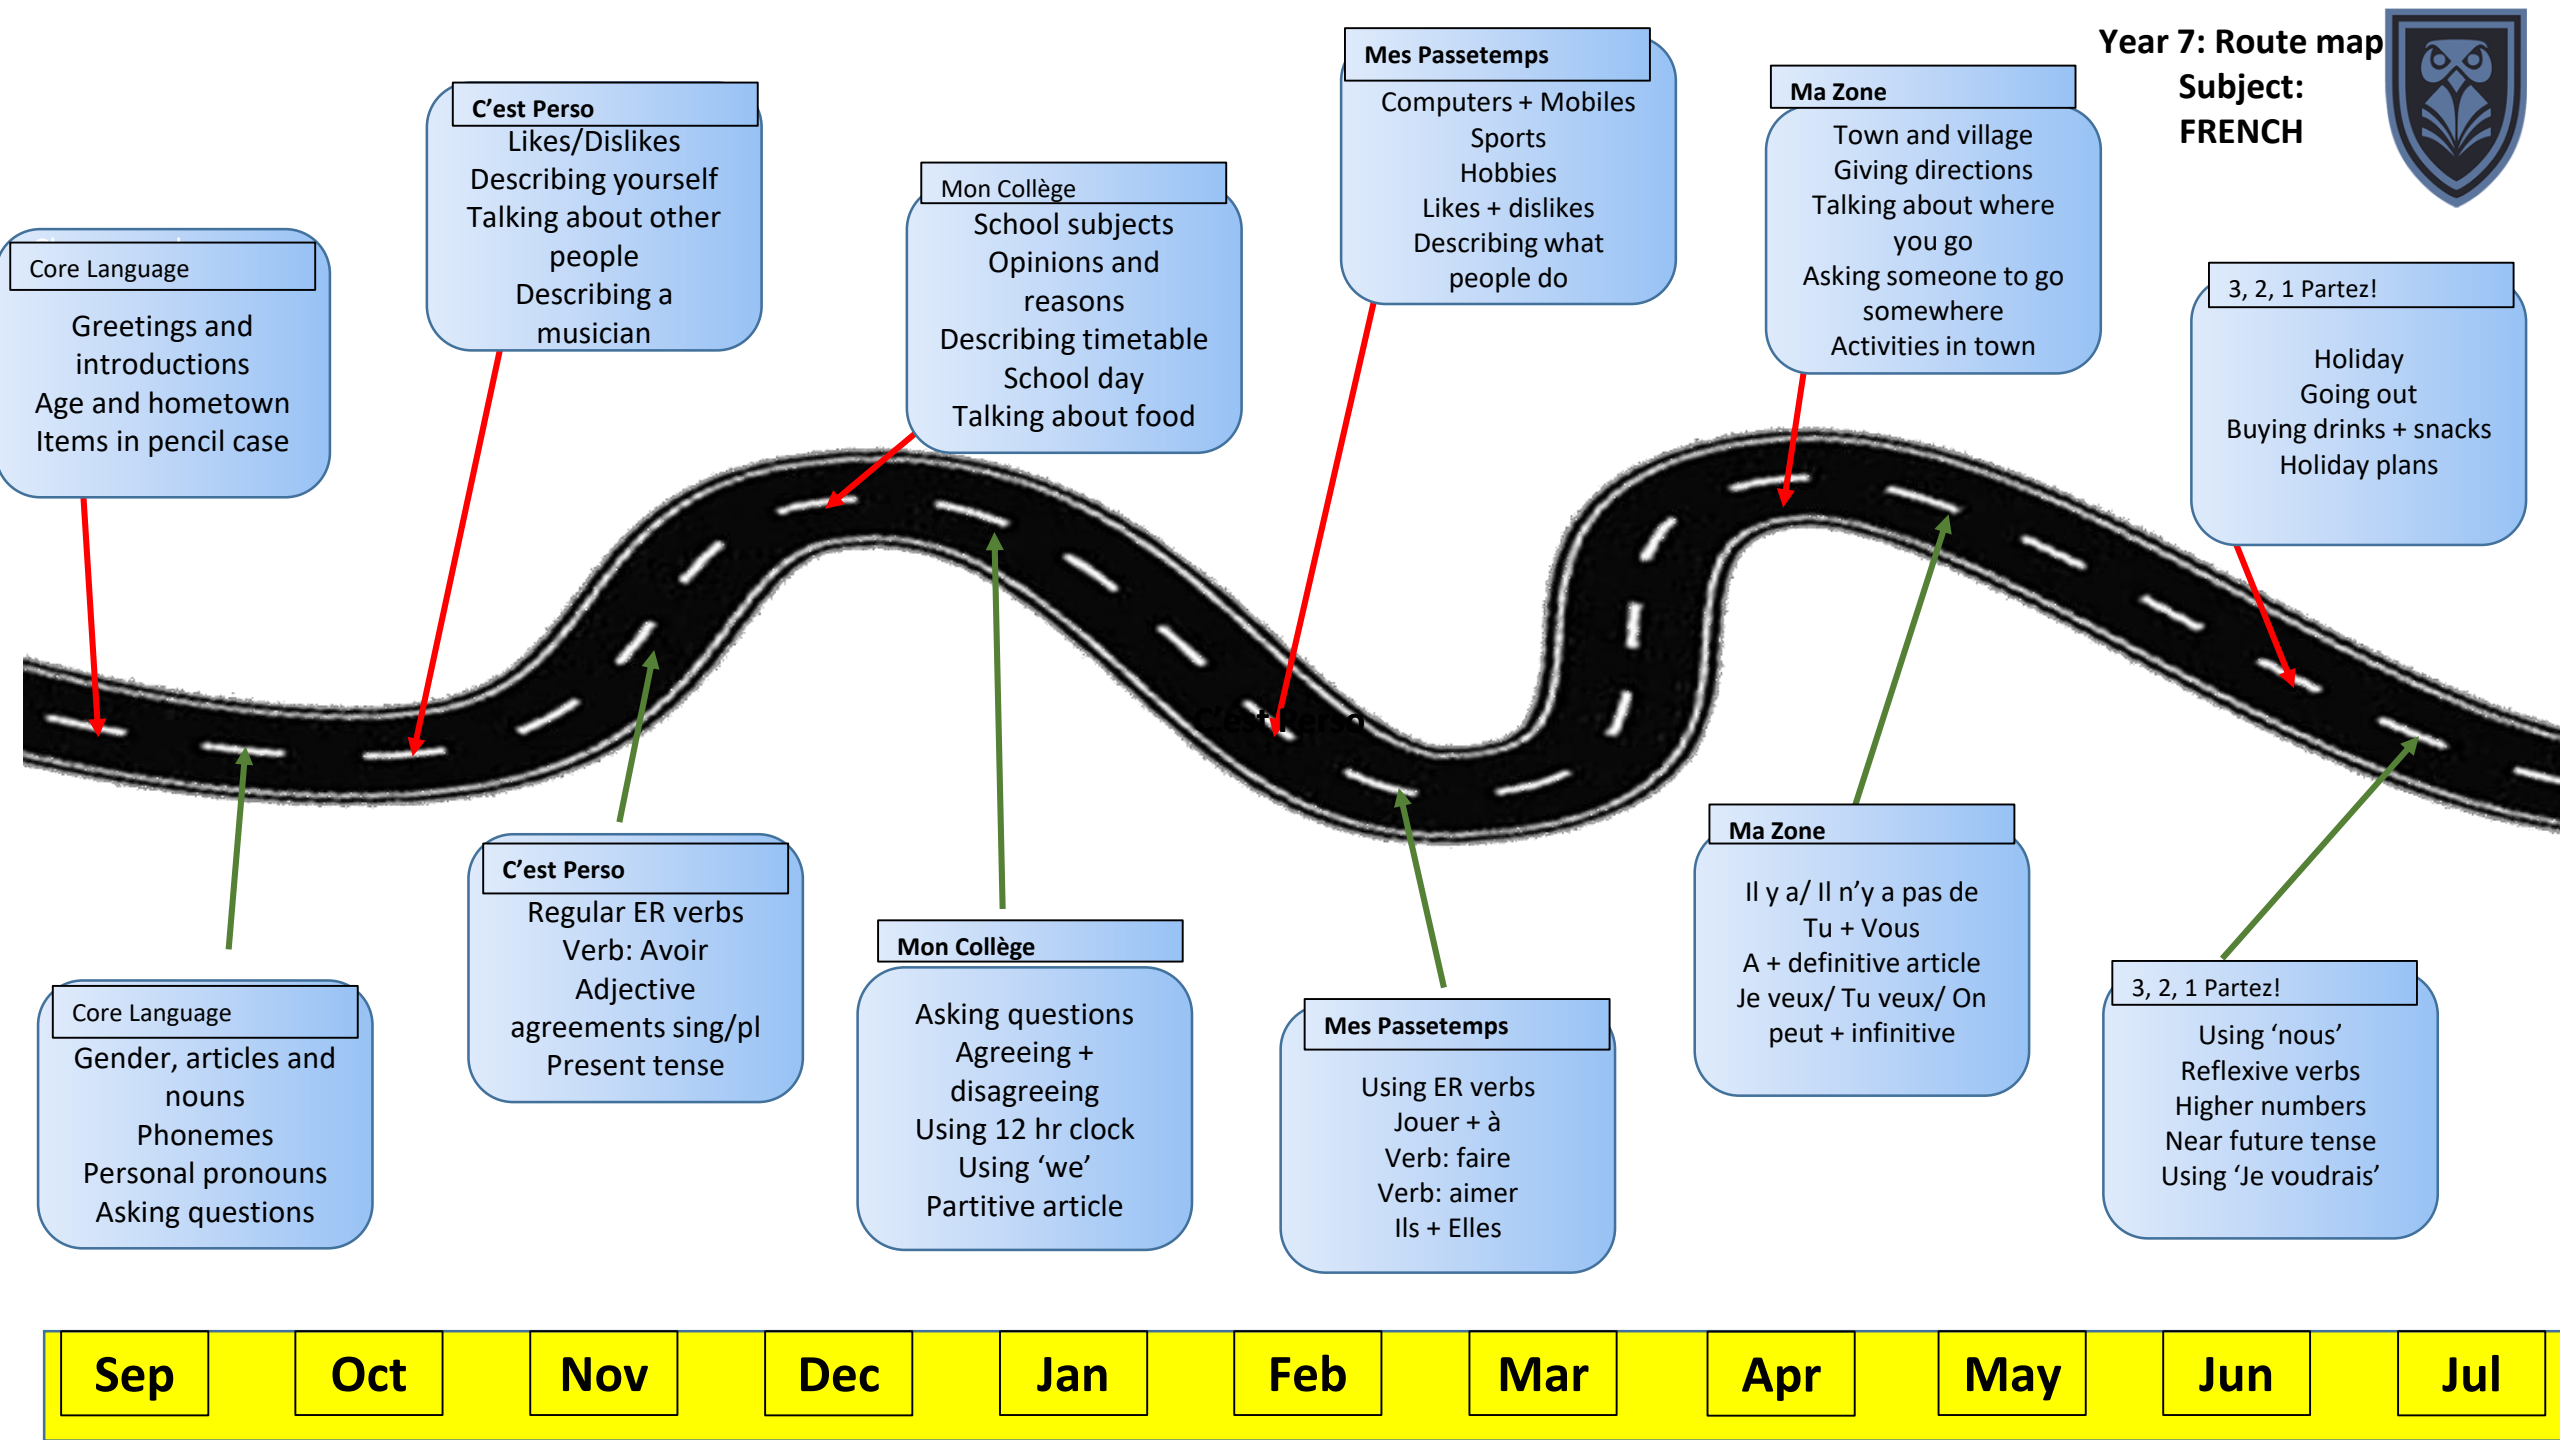 Year 7: Route map
Subject:
FRENCH
Core Language
Greetings and
introductions
Age and hometown
Items in pencil case
C'est Perso
Likes/Dislikes
Describing yourself
Talking about other
people
Describing a
musician
Mon Collège
School subjects
Opinions and
reasons
Describing timetable
School day
Talking about food
Mes Passetemps
Computers + Mobiles
Sports
Hobbies
Likes + dislikes
Describing what
people do
Ma Zone
Town and village
Giving directions
Talking about where
you go
Asking someone to go
somewhere
Activities in town
3, 2, 1 Partez!
Holiday
Going out
Buying drinks + snacks
Holiday plans
C'est Perso
Core Language
Gender, articles and
nouns
Phonemes
Personal pronouns
Asking questions
C'est Perso
Regular ER verbs
Verb: Avoir
Adjective
agreements sing/pl
Present tense
Mon Collège
Asking questions
Agreeing +
disagreeing
Using 12 hr clock
Using ‘we’
Partitive article
Mes Passetemps
Using ER verbs
Jouer + à
Verb: faire
Verb: aimer
Ils + Elles
Ma Zone
Il y a/ Il n’y a pas de
Tu + Vous
A + definitive article
Je veux/ Tu veux/ On
peut + infinitive
3, 2, 1 Partez!
Using ‘nous’
Reflexive verbs
Higher numbers
Near future tense
Using ‘Je voudrais’
Sep Oct Nov Dec Jan Feb Mar Apr May Jun Jul